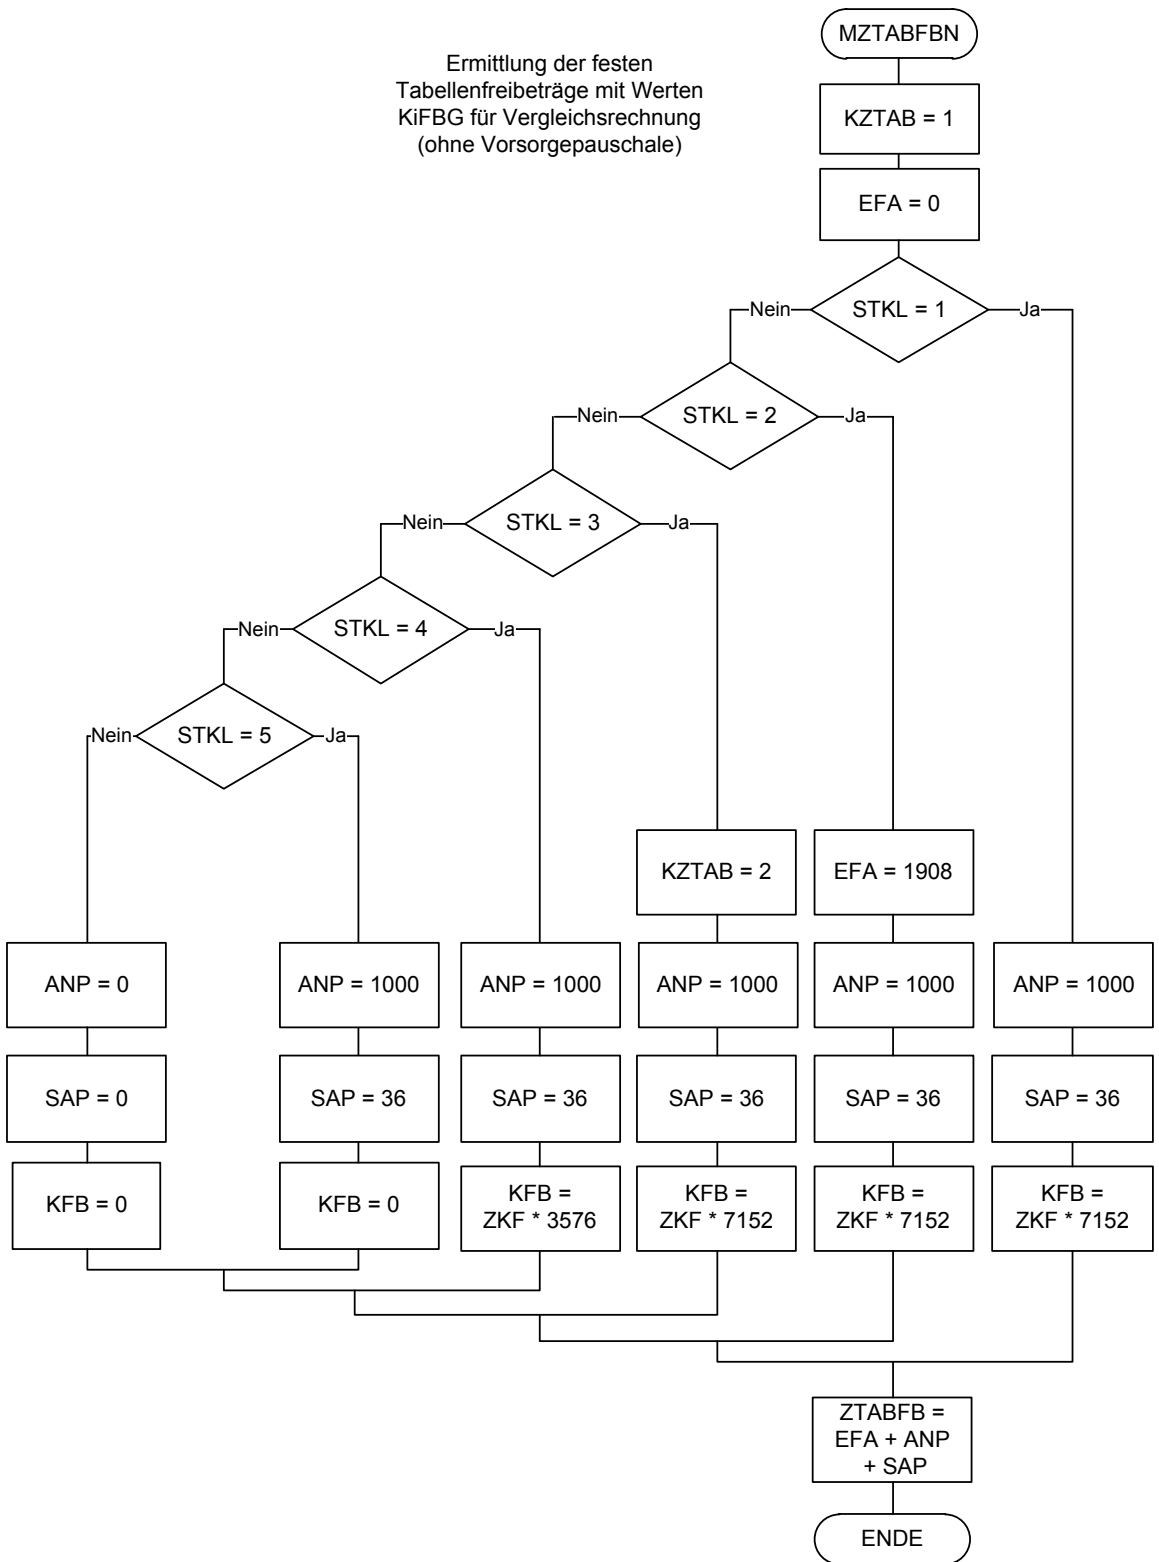 MZTABFBN
Ermittlung der festen
Tabellenfreibeträge mit Werten
KiFBG für Vergleichsrechnung
(ohne Vorsorgepauschale)
KZTAB = 1
EFA = 0
Nein
STKL = 1
Ja
Nein
STKL = 2
Ja
Nein
STKL = 3
Ja
Nein
STKL = 4
Ja
Nein
STKL = 5
Ja
KZTAB = 2
EFA = 1908
ANP = 0
ANP = 1000
ANP = 1000
ANP = 1000
ANP = 1000
ANP = 1000
SAP = 0
SAP = 36
SAP = 36
SAP = 36
SAP = 36
SAP = 36
KFB = 0
KFB = 0
KFB =
ZKF * 3576
KFB =
ZKF * 7152
KFB =
ZKF * 7152
KFB =
ZKF * 7152
ZTABFB =
EFA + ANP
+ SAP
ENDE